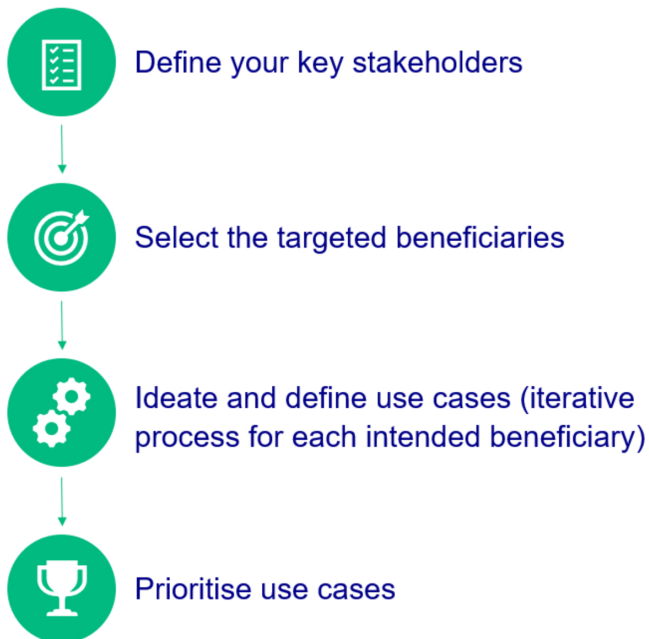 Define your key stakeholders
Select the targeted beneficiaries
Ideate and define use cases (iterative
process for each intended beneficiary)
Prioritise use cases